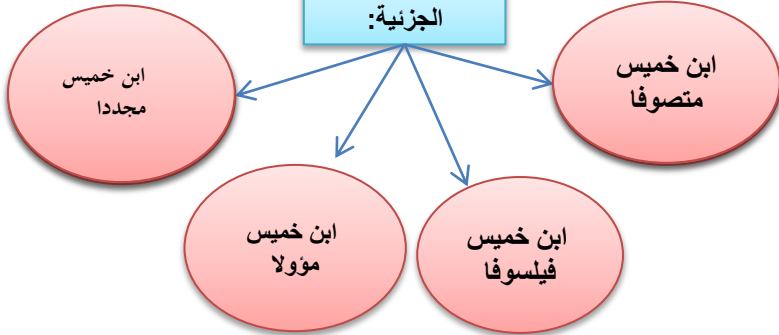 الجزئية:
ابن خميس
متصوفا
ابن خميس
فيلسوفا
ابن خميس
مؤولا
ابن خميس
مجددا